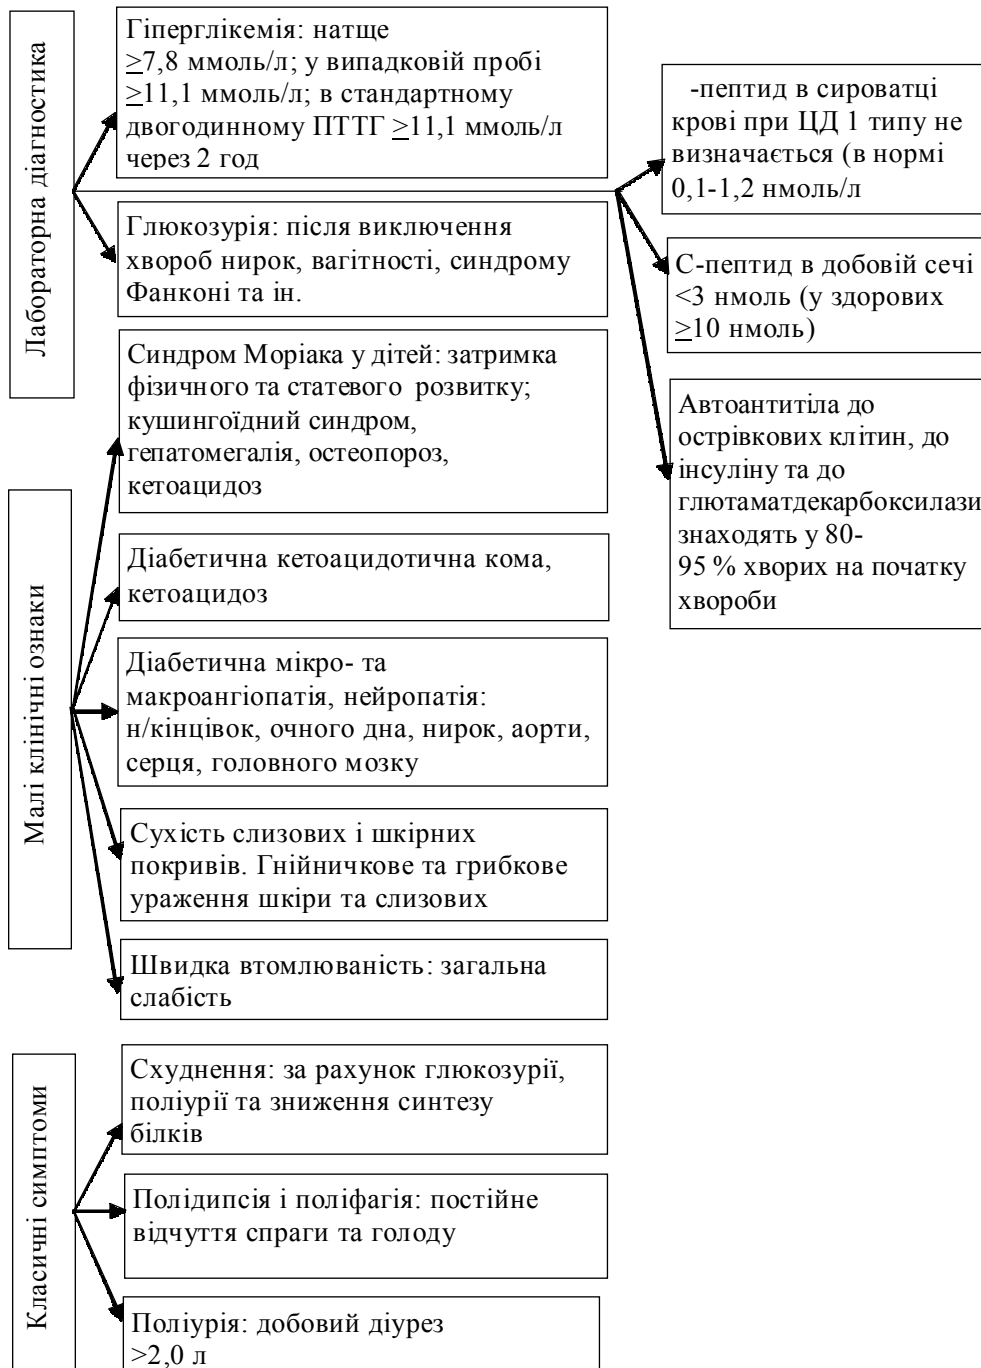 Лабораторна діагностика
Гіперглікемія: натще
≥7,8 ммоль/л; у випадковій пробі
≥11,1 ммоль/л; в стандартному
двогодинному ПТТГ ≥11,1 ммоль/л
через 2 год
Глюкозурія: після виключення
хвороб нирок, вагітності, синдрому
Фанконі та ін.
-пептид в сироватці
крові при ЦД 1 типу не
визначається (в нормі
0,1-1,2 нмоль/л
С-пептид в добовій сечі
<3 нмоль (у здорових
≥10 нмоль)
Автоантитіла до
острівкових клітин, до
інсуліну та до
глютаматдекарбоксилази
знаходять у 80-
95 % хворих на початку
хвороби
Малі клінічні ознаки
Синдром Моріака у дітей: затримка
фізичного та статевого розвитку;
кушингоїдний синдром,
гепатомегалія, остеопороз,
кетоацидоз
Діабетична кетоацидотична кома,
кетоацидоз
Діабетична мікро- та
макроангіопатія, нейропатія:
н/кінцівок, очного дна, нирок, аорти,
серця, головного мозку
Сухість слизових і шкірних
покривів. Гнійничкове та грибкове
ураження шкіри та слизових
Швидка втомлюваність: загальна
слабість
Класичні симптоми
Схуднення: за рахунок глюкозурії,
поліурії та зниження синтезу
білків
Полідипсія і поліфагія: постійне
відчуття спраги та голоду
Поліурія: добовий діурез
>2,0 л